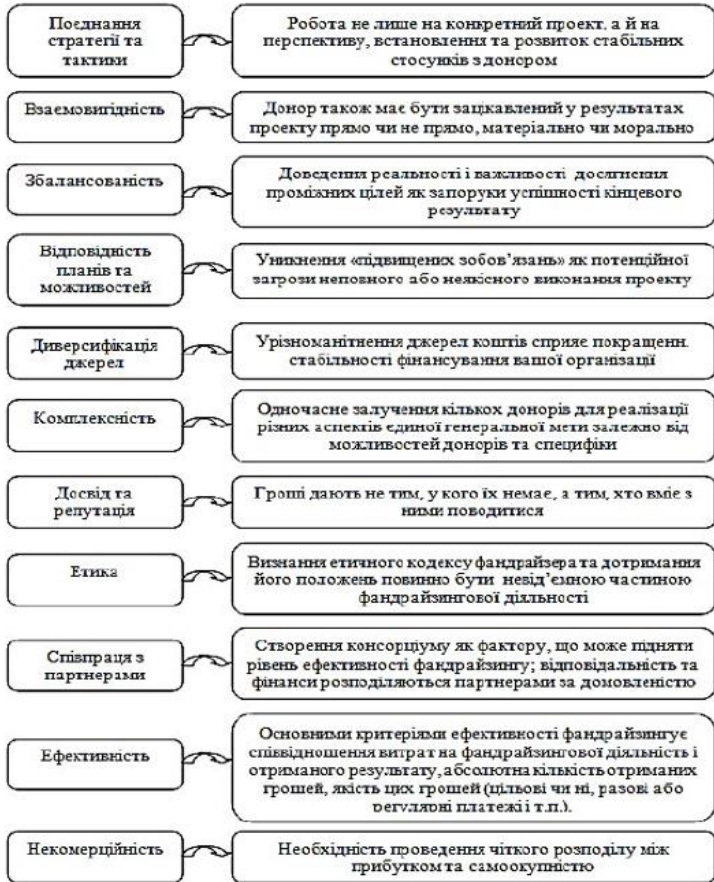 Поєднання
стратегії та
тактики
Робота не лише на конкретний проект, а й на
перспективу, встановлення та розвиток стабільних
стосунків з донором
Взаємовигідність
Донор також має бути зацікавлений у результатах
проекту прямо чи не прямо, матеріально чи морально
Збалансованість
Доведення реальності і важливості досягнення
проміжних цілей як запоруки успішності кінцевого
результату
Відповідність
планів та
можливостей
Уникнення «підвищених зобов’язань» як потенційної
загрози неповного або неякісного виконання проекту
Диверсифікація
джерел
Урізноманітнення джерел коштів сприяє покращенн.
стабільності фінансування вашої організації
Комплексність
Одночасне залучення кількох донорів для реалізації
різних аспектів єдиної генеральної мети залежно від
можливостей донорів та специфіки
Досвід та
репутація
Гроші дають не тим, у кого їх немає, а тим, хто вміє з
ними поводитися
Етика
Визнання етичного кодексу фандрайзера та дотримання
його положень повинно бути невід’ємною частиною
фандрайзингової діяльності
Співпраця з
партнерами
Створення консорціуму як фактору, що може підняти
рівень ефективності фандрайзингу; відповідальність та
фінанси розподіляються партнерами за домовленістю
Ефективність
Основними критеріями ефективності фандрайзингує
співвідношення витрат на фандрайзингової діяльність і
отриманого результату, абсолютна кількість отриманих
грошей, якість цих грошей (цільові чи ні, разові або
регулярні платежі і т.п.).
Некомерційність
Необхідність проведення чіткого розподілу між
прибутком та самоокупністю